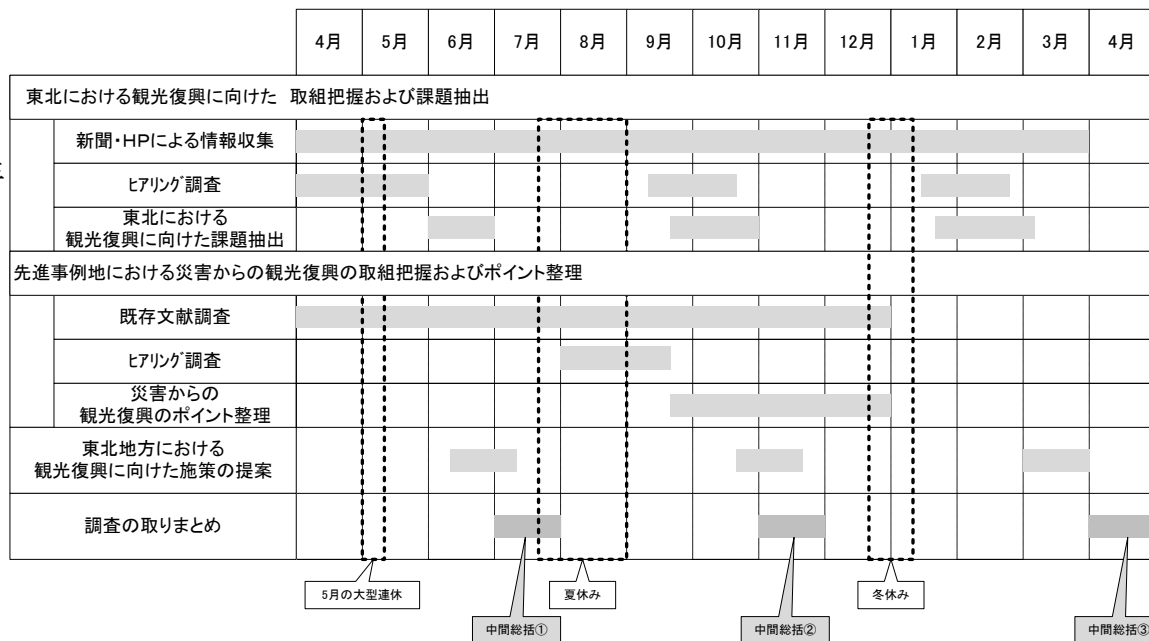 4月 5月 6月 7月 8月 9月 10月 11月 12月 1月 2月 3月 4月
東北における観光復興に向けた 取組把握および課題抽出
新聞・HPによる情報収集
ﾋｱﾘﾝｸﾞ調査
東北における
観光復興に向けた課題抽出
先進事例地における災害からの観光復興の取組把握およびポイント整理
既存文献調査
ﾋｱﾘﾝｸﾞ調査
災害からの
観光復興のポイント整理
東北地方における
観光復興に向けた施策の提案
調査の取りまとめ
5月の大型連休
夏休み
冬休み
中間総括①
中間総括②
中間総括③